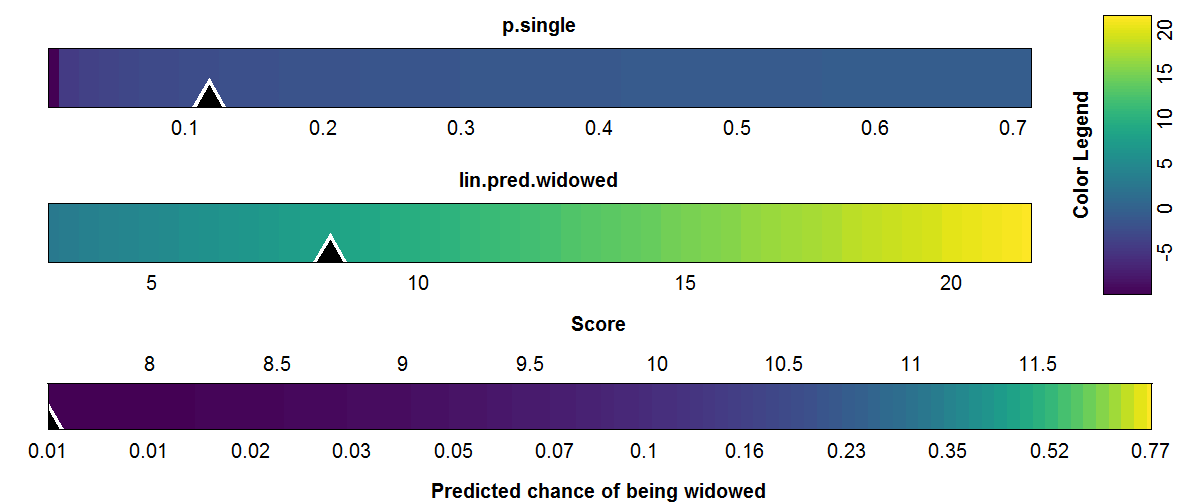 p.single
0.1 0.2 0.3 0.4 0.5 0.6 0.7
lin.pred.widowed
5 10 15 20
Score
8 8.5 9 9.5 10 10.5 11 11.5
0.01 0.01 0.02 0.03 0.05 0.07 0.1 0.16 0.23 0.35 0.52 0.77
Predicted chance of being widowed
Color Legend
-5 0 5 10 15 20